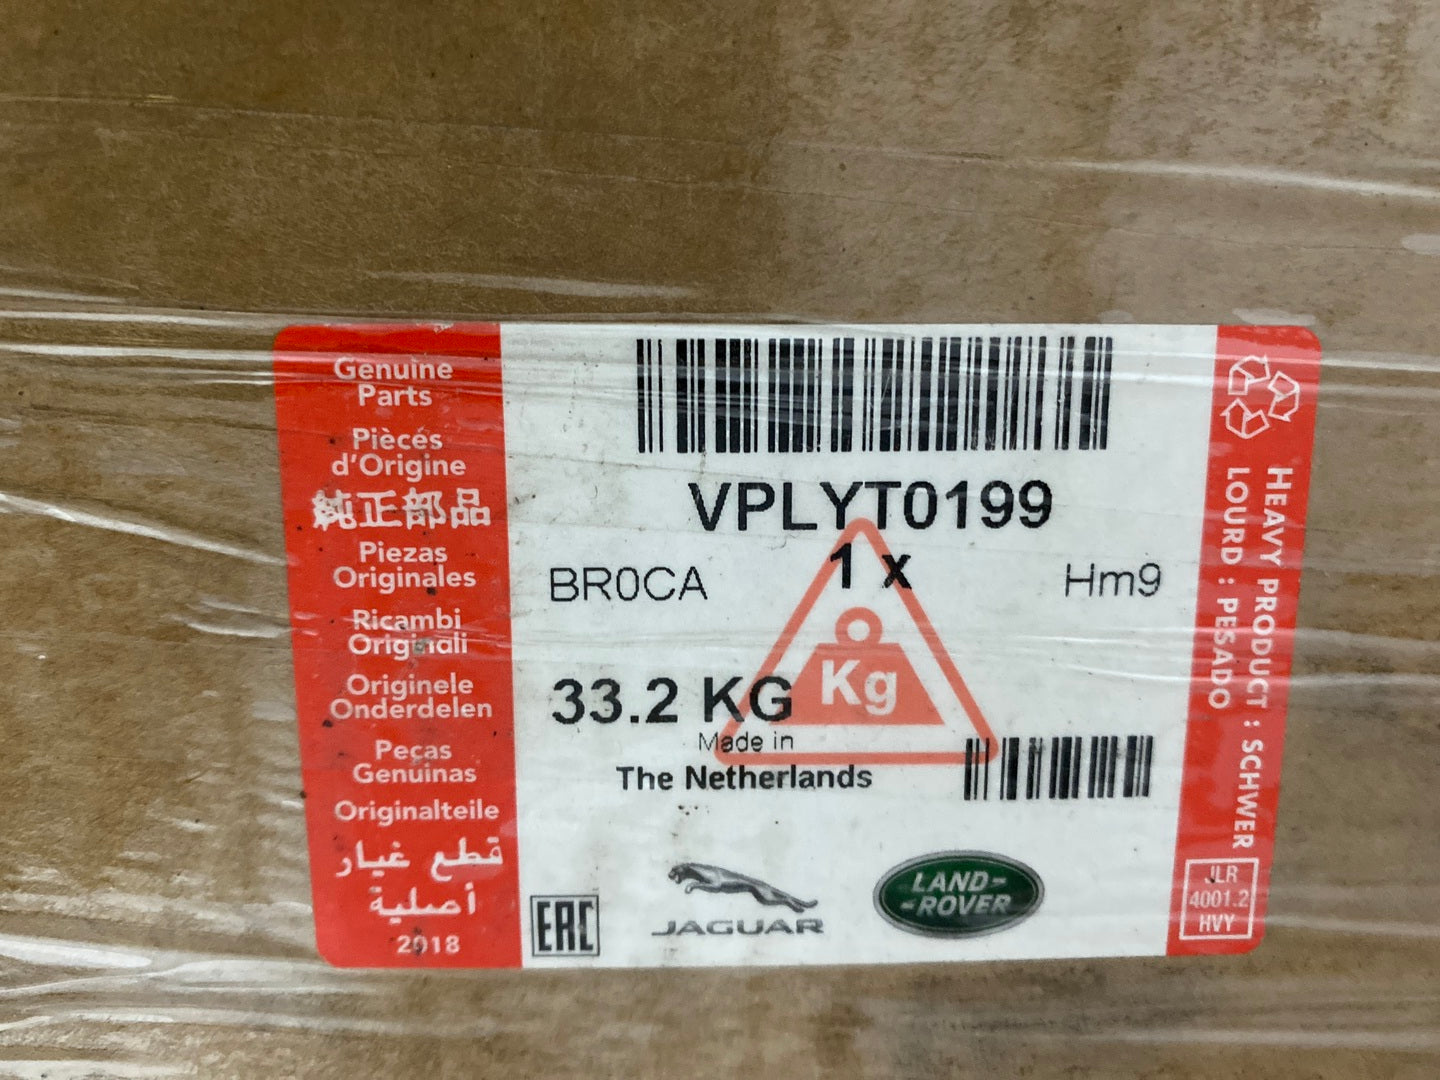 Genuine
Parts
Pièces
d'Origine
純正部品
Piezas
Originales
Ricambi
Originali
Originele
Onderdelen
Peças
Genuinas
Originalteile
قطع غيار
أصلية
2018
VPLYT0199
1 x
BR0CA
Hm9
33.2 KG
Kg
Made in
The Netherlands
EAC
JAGUAR
LAND-
-ROVER
HEAVY PRODUCT : SCHWER
LOURD : PESADO
JLR
4001.2
HVY